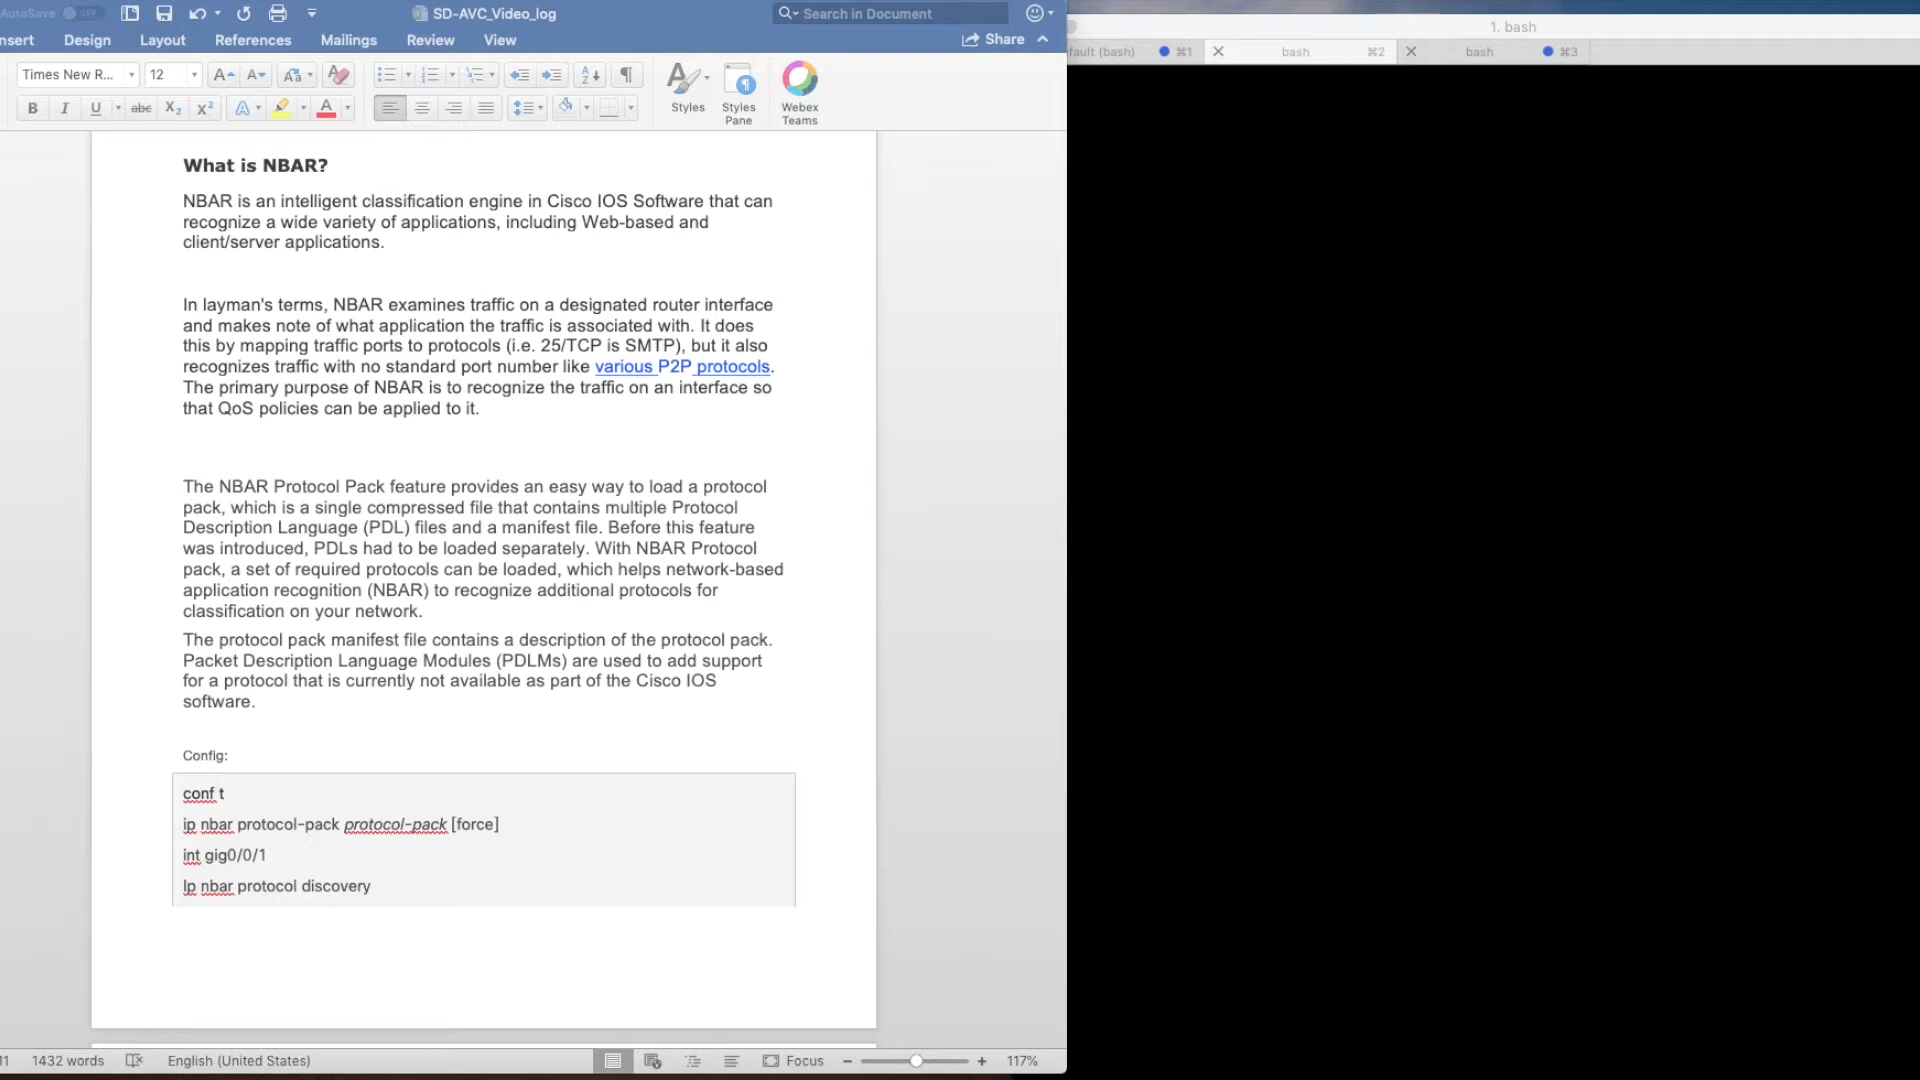 AutoSave OFF
SD-AVC_Video_log
Search in Document
nsert Design Layout References Mailings Review View Share
Times New R... 12
Styles
Styles Pane
Webex Teams
B I U abc X2 X2 A A
1. bash
fault (bash) ⌘1 bash ⌘2 bash ⌘3
What is NBAR?
NBAR is an intelligent classification engine in Cisco IOS Software that can
recognize a wide variety of applications, including Web-based and
client/server applications.
In layman's terms, NBAR examines traffic on a designated router interface
and makes note of what application the traffic is associated with. It does
this by mapping traffic ports to protocols (i.e. 25/TCP is SMTP), but it also
recognizes traffic with no standard port number like various P2P protocols.
The primary purpose of NBAR is to recognize the traffic on an interface so
that QoS policies can be applied to it.
The NBAR Protocol Pack feature provides an easy way to load a protocol
pack, which is a single compressed file that contains multiple Protocol
Description Language (PDL) files and a manifest file. Before this feature
was introduced, PDLs had to be loaded separately. With NBAR Protocol
pack, a set of required protocols can be loaded, which helps network-based
application recognition (NBAR) to recognize additional protocols for
classification on your network.
The protocol pack manifest file contains a description of the protocol pack.
Packet Description Language Modules (PDLMs) are used to add support
for a protocol that is currently not available as part of the Cisco IOS
software.
Config:
conf t
ip nbar protocol-pack protocol-pack [force]
int gig0/0/1
Ip nbar protocol discovery
11 1432 words English (United States) Focus 117%